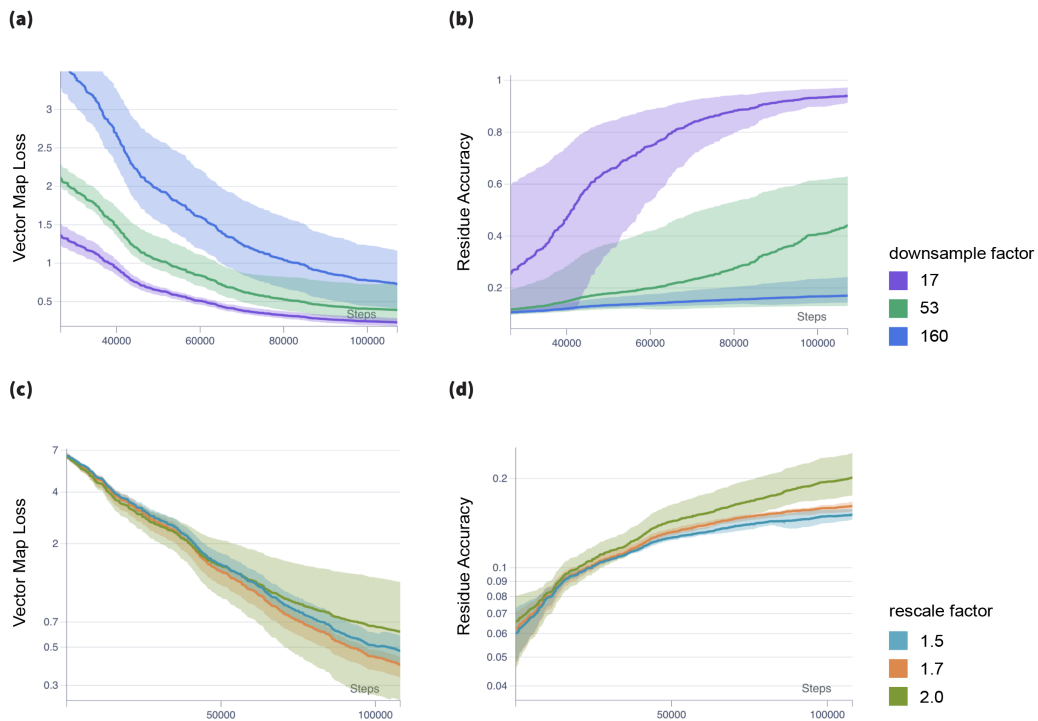 (a)
Vector Map Loss
3
2.5
2
1.5
1
0.5
Steps
40000 60000 80000 100000
(b)
Residue Accuracy
1
0.8
0.6
0.4
0.2
Steps
40000 60000 80000 100000
downsample factor
17
53
160
(c)
Vector Map Loss
7
4
2
0.7
0.5
0.3
Steps
50000 100000
(d)
Residue Accuracy
0.2
0.1
0.09
0.08
0.07
0.06
0.05
0.04
Steps
50000 100000
rescale factor
1.5
1.7
2.0